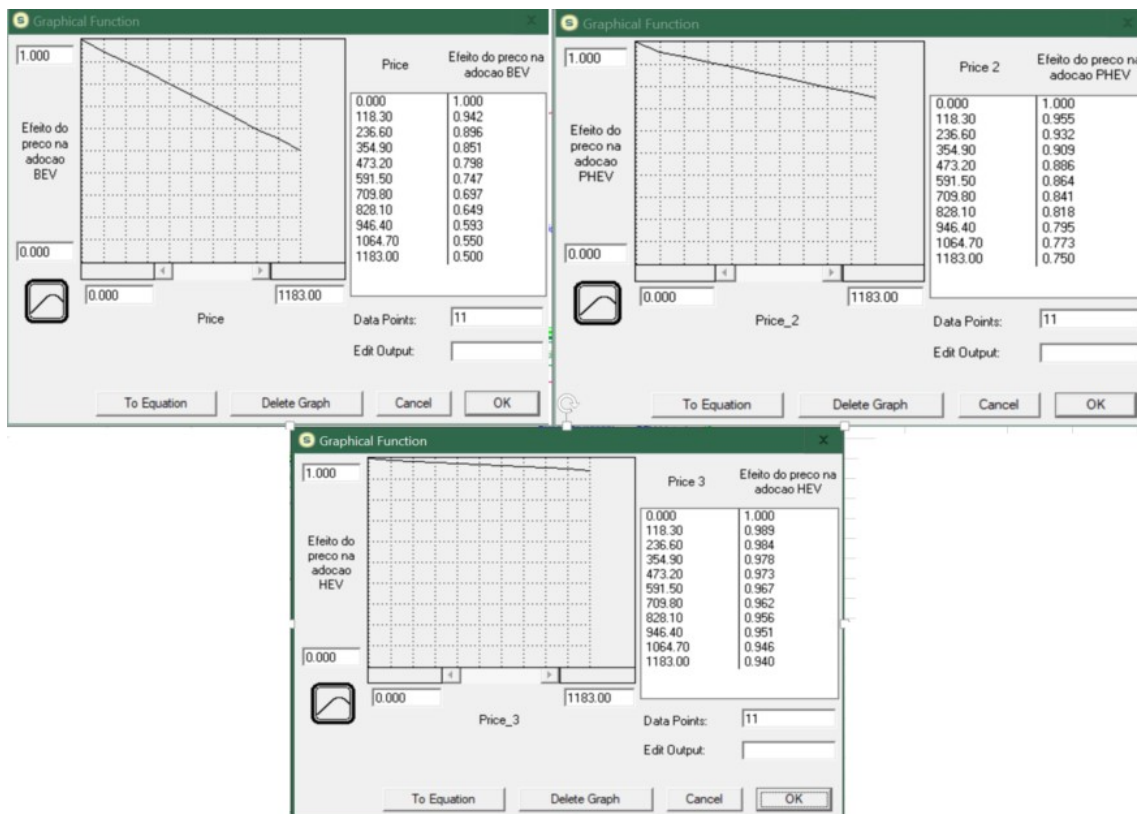 Graphical Function
1.000
Efeito do
preco na
adocao
BEV
0.000
0.000
1183.00
Price
Price
Efeito do preco na
adocao BEV
0.000 1.000
118.30 0.942
236.60 0.896
354.90 0.851
473.20 0.798
591.50 0.747
709.80 0.697
828.10 0.649
946.40 0.593
1064.70 0.550
1183.00 0.500
Data Points: 11
Edit Output:
To Equation Delete Graph Cancel OK
Graphical Function
1.000
Efeito do
preco na
adocao
PHEV
0.000
0.000
1183.00
Price_2
Price 2
Efeito do preco na
adocao PHEV
0.000 1.000
118.30 0.955
236.60 0.932
354.90 0.909
473.20 0.886
591.50 0.864
709.80 0.841
828.10 0.818
946.40 0.795
1064.70 0.773
1183.00 0.750
Data Points: 11
Edit Output:
To Equation Delete Graph Cancel OK
Graphical Function
1.000
Efeito do
preco na
adocao
HEV
0.000
0.000
1183.00
Price_3
Price 3
Efeito do preco na
adocao HEV
0.000 1.000
118.30 0.989
236.60 0.984
354.90 0.978
473.20 0.973
591.50 0.967
709.80 0.962
828.10 0.956
946.40 0.951
1064.70 0.946
1183.00 0.940
Data Points: 11
Edit Output:
To Equation Delete Graph Cancel OK